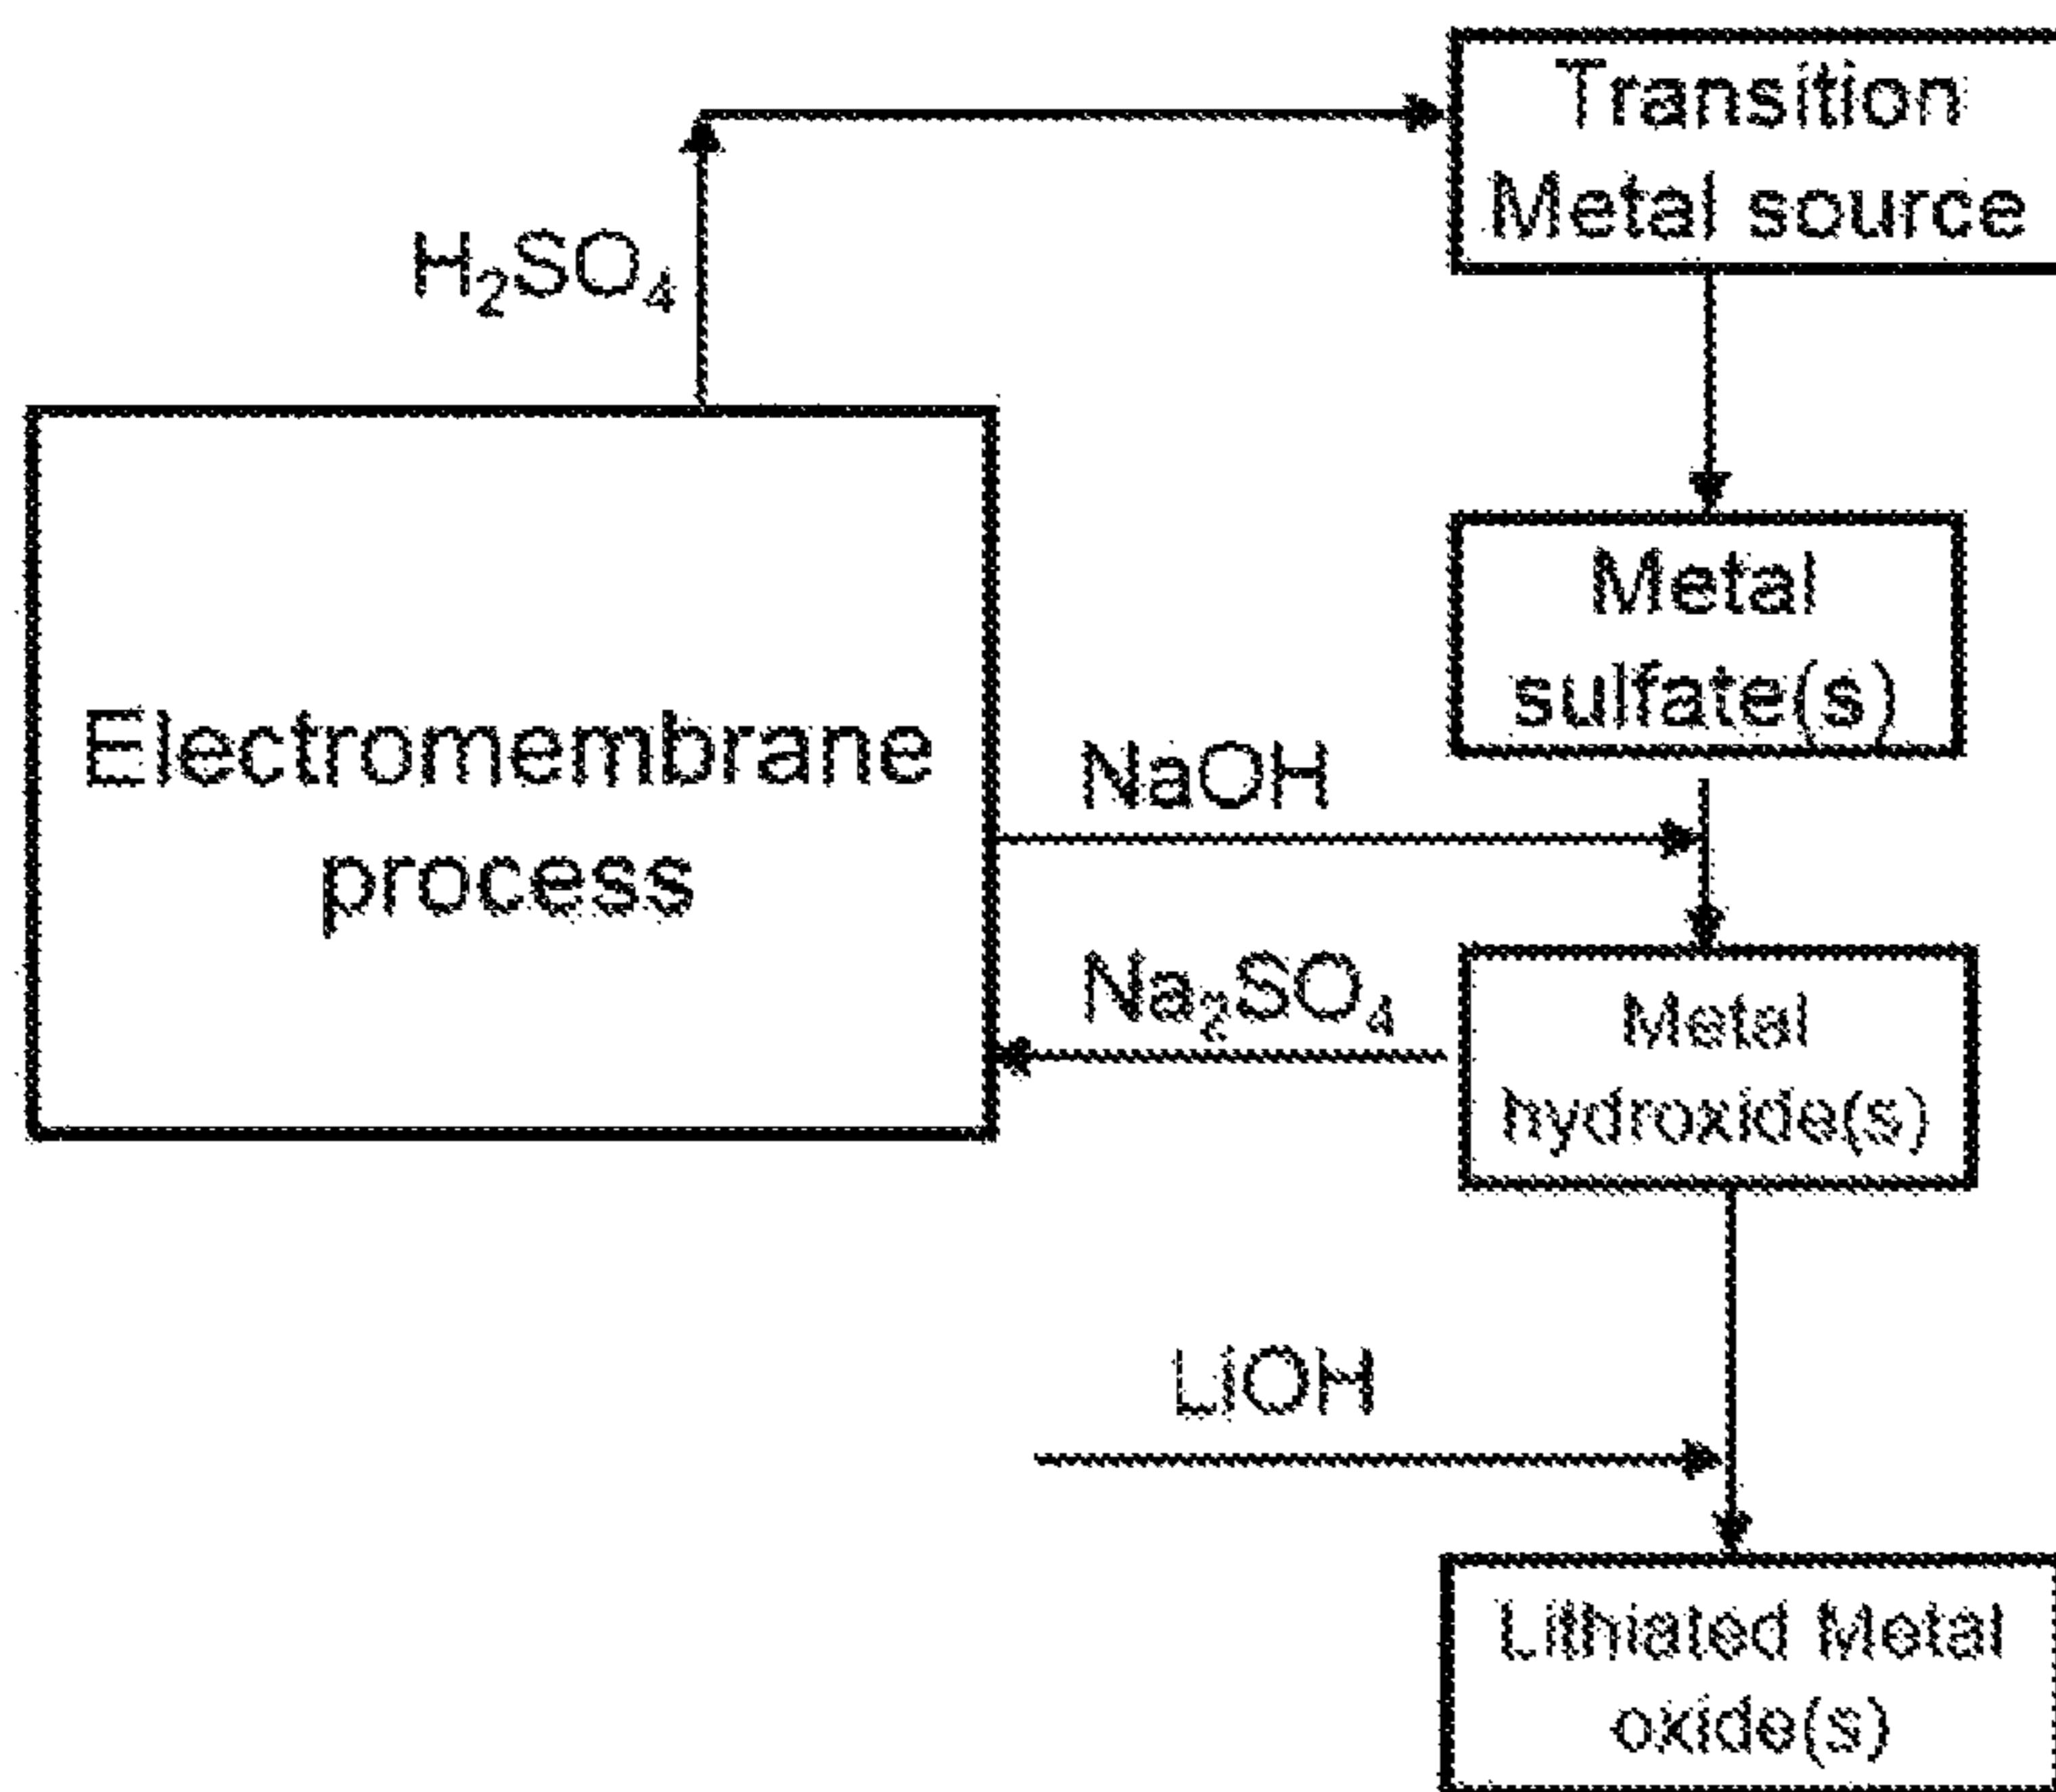 Transition
Metal source
H₂SO₄
Metal
sulfate(s)
Electromembrane
process
NaOH
Na₂SO₄
Metal
hydroxide(s)
LiOH
Lithiated Metal
oxide(s)